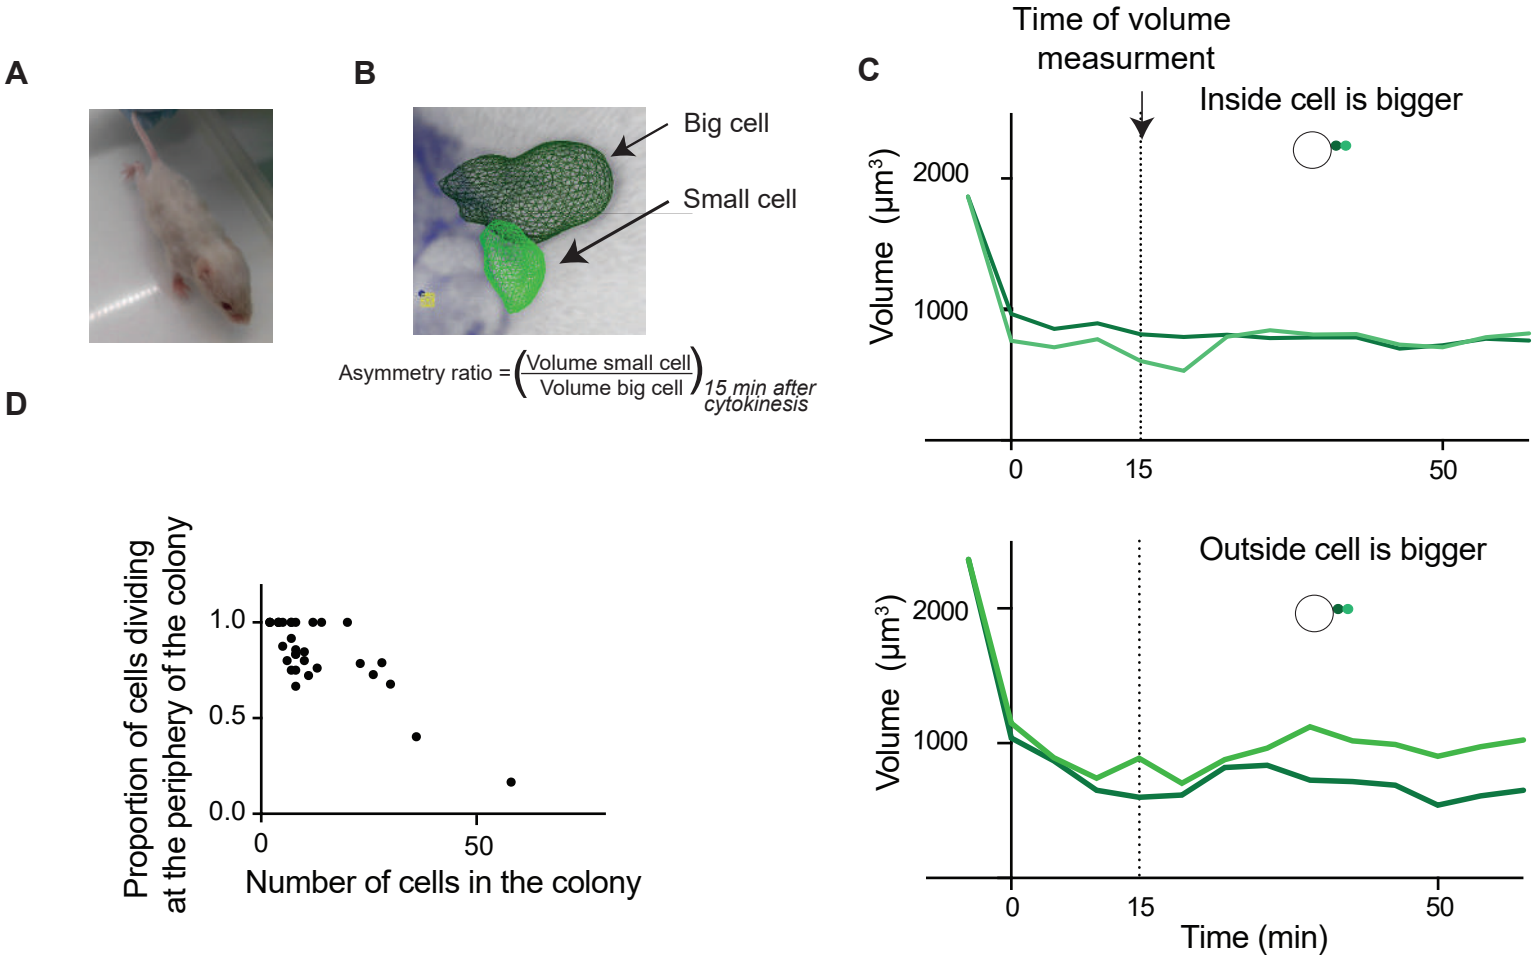 A
B
Big cell
Small cell
Asymmetry ratio = (Volume small cell
Volume big cell) 15 min after
cytokinesis
C
Time of volume
measurment
Inside cell is bigger
Volume (µm³)
2000
1000
0
15
50
Outside cell is bigger
Volume (µm³)
2000
1000
0
15
50
Time (min)
D
Proportion of cells dividing
at the periphery of the colony
1.0
0.5
0.0
0
50
Number of cells in the colony